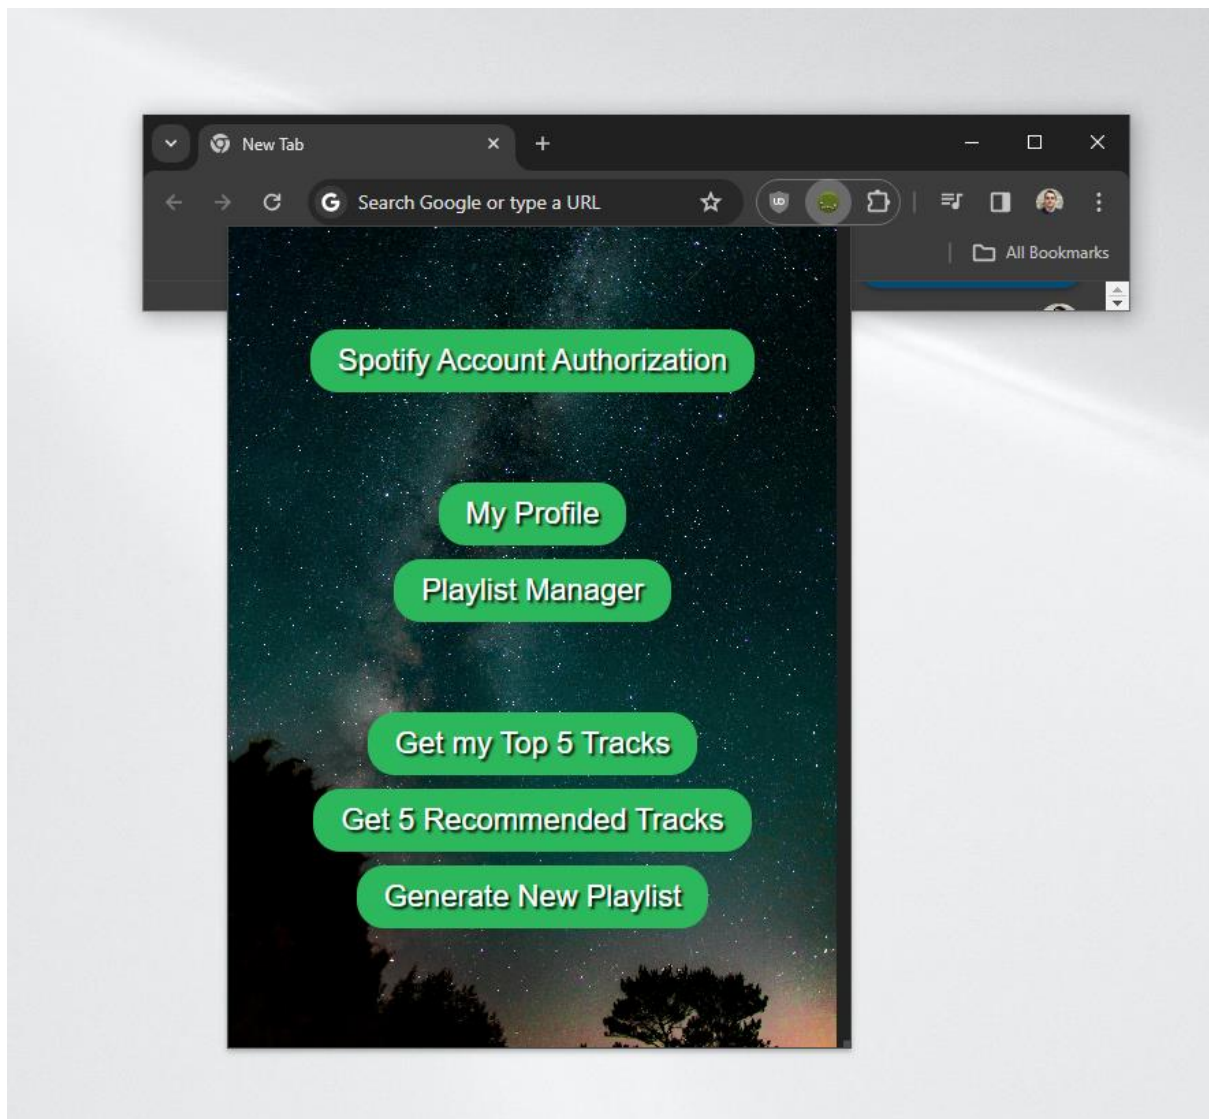 New Tab
G Search Google or type a URL
All Bookmarks
Spotify Account Authorization
My Profile
Playlist Manager
Get my Top 5 Tracks
Get 5 Recommended Tracks
Generate New Playlist